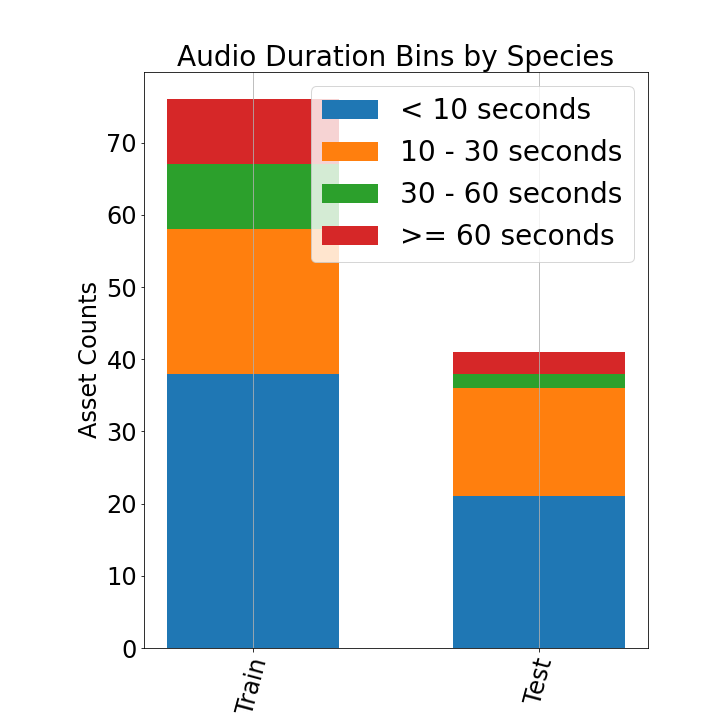 Audio Duration Bins by Species
< 10 seconds
10 - 30 seconds
30 - 60 seconds
>= 60 seconds
Asset Counts
70
60
50
40
30
20
10
0
Train
Test